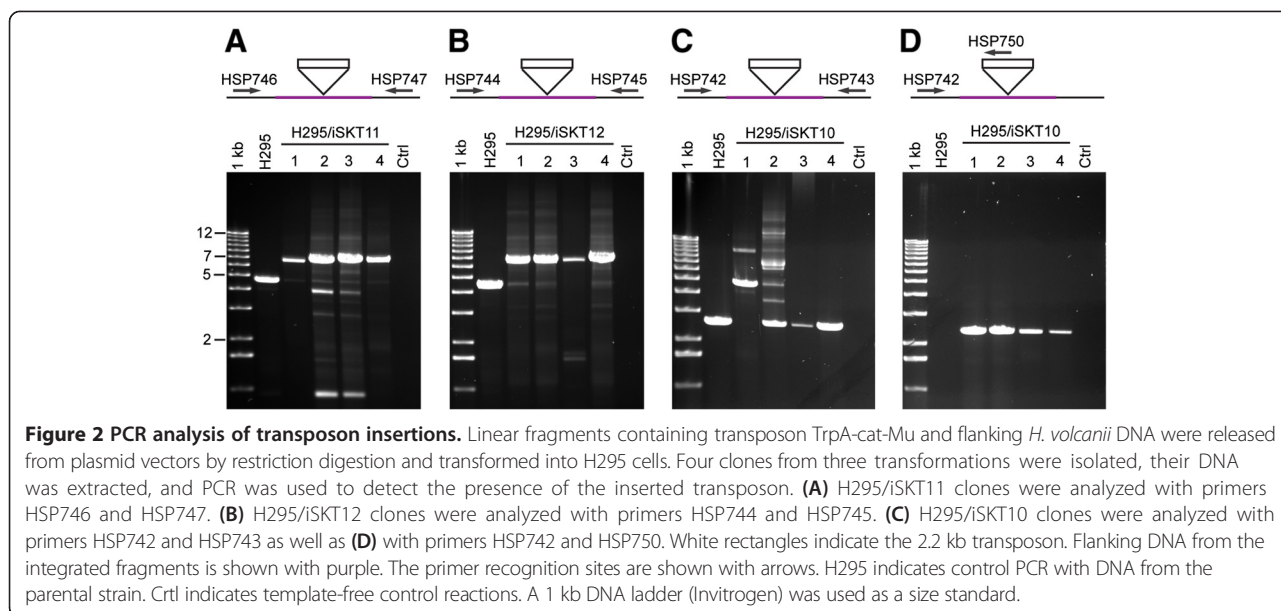 A B C D
HSP750
HSP746 HSP747 HSP744 HSP745 HSP742 HSP743 HSP742
H295/iSKT11 H295/iSKT12 H295/iSKT10 H295/iSKT10
1 kb H295 1 2 3 4 Ctrl 1 kb H295 1 2 3 4 Ctrl 1 kb H295 1 2 3 4 Ctrl 1 kb H295 1 2 3 4 Ctrl
12
7
5
2
Figure 2 PCR analysis of transposon insertions. Linear fragments containing transposon TrpA-cat-Mu and flanking H. volcanii DNA were released
from plasmid vectors by restriction digestion and transformed into H295 cells. Four clones from three transformations were isolated, their DNA
was extracted, and PCR was used to detect the presence of the inserted transposon. (A) H295/iSKT11 clones were analyzed with primers
HSP746 and HSP747. (B) H295/iSKT12 clones were analyzed with primers HSP744 and HSP745. (C) H295/iSKT10 clones were analyzed with
primers HSP742 and HSP743 as well as (D) with primers HSP742 and HSP750. White rectangles indicate the 2.2 kb transposon. Flanking DNA from the
integrated fragments is shown with purple. The primer recognition sites are shown with arrows. H295 indicates control PCR with DNA from the
parental strain. Crtl indicates template-free control reactions. A 1 kb DNA ladder (Invitrogen) was used as a size standard.